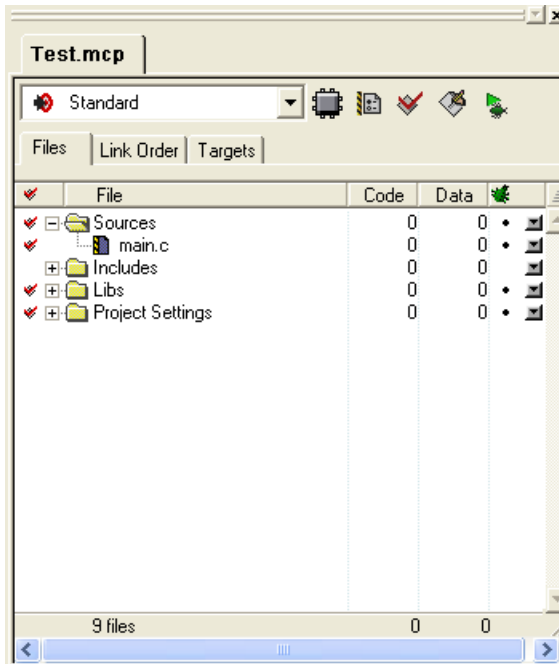 Test.mcp
Standard
Files Link Order Targets
File Code Data
Sources 0 0
main.c 0 0
Includes 0 0
Libs 0 0
Project Settings 0 0
9 files 0 0